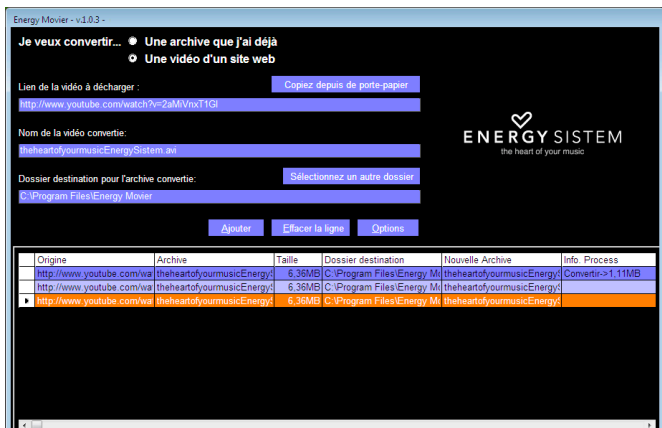 Energy Movier - v.1.0.3 -
Je veux convertir... Une archive que j'ai déjà
Une vidéo d'un site web
Lien de la vidéo à décharger :
Copiez depuis de porte-papier
http://www.youtube.com/watch?v=2aMiVnxT1GI
Nom de la vidéo convertie:
theheartofyourmusicEnergySistem.avi
ENERGY SISTEM
the heart of your music
Dossier destination pour l'archive convertie:
Sélectionnez un autre dossier
C:\Program Files\Energy Movier
Ajouter Effacer la ligne Options
Origine Archive Taille Dossier destination Nouvelle Archive Info. Process
http://www.youtube.com/wa theheartofyourmusicEnergyS 6,36MB C:\Program Files\Energy Mo theheartofyourmusicEnergyS Convertir->1,11MB
http://www.youtube.com/wa theheartofyourmusicEnergyS 6,36MB C:\Program Files\Energy Mo theheartofyourmusicEnergyS
http://www.youtube.com/wa theheartofyourmusicEnergyS 6,36MB C:\Program Files\Energy Mo theheartofyourmusicEnergyS